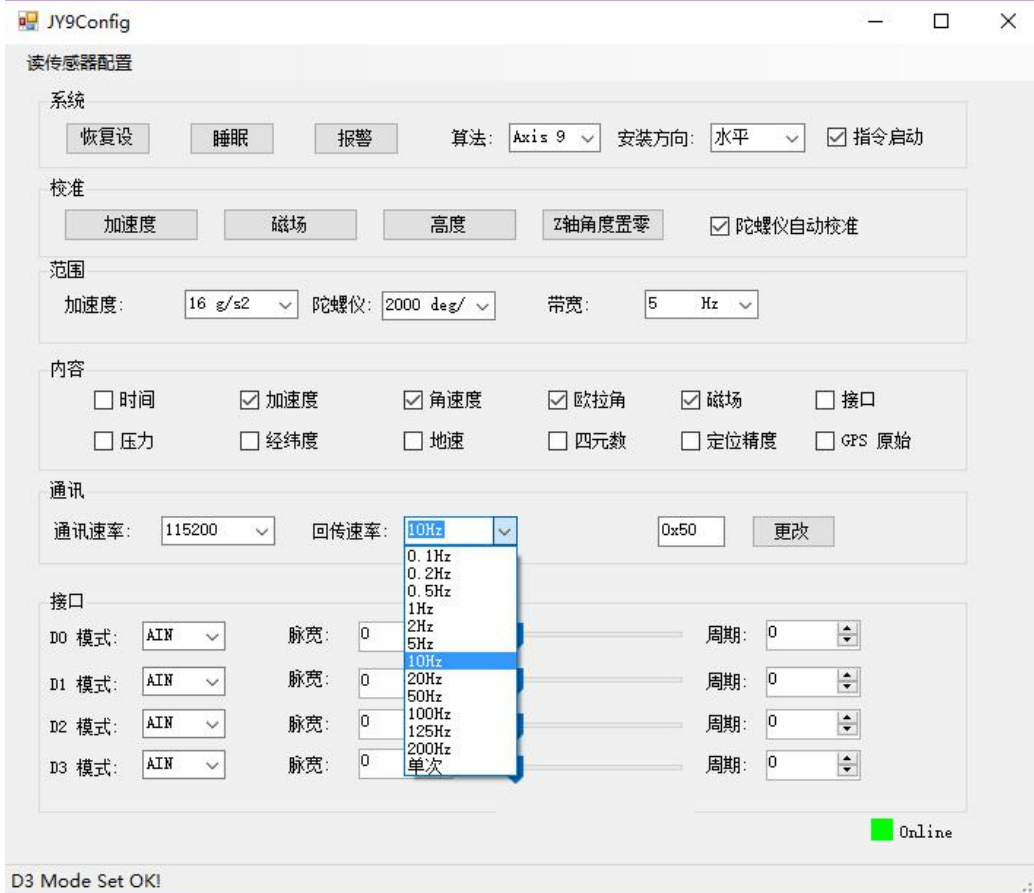 JY9Config
读传感器配置
系统
恢复设 睡眠 报警 算法: Axis 9 安装方向: 水平 指令启动
校准
加速度 磁场 高度 Z轴角度置零 陀螺仪自动校准
范围
加速度: 16 g/s2 陀螺仪: 2000 deg/ 带宽: 5 Hz
内容
时间 加速度 角速度 欧拉角 磁场 接口
压力 经纬度 地速 四元数 定位精度 GPS 原始
通讯
通讯速率: 115200 回传速率: 10Hz 0x50 更改
0.1Hz
0.2Hz
0.5Hz
1Hz
2Hz
5Hz
10Hz
20Hz
50Hz
100Hz
125Hz
200Hz
单次
接口
D0 模式: AIN 脉宽: 0 周期: 0
D1 模式: AIN 脉宽: 0 周期: 0
D2 模式: AIN 脉宽: 0 周期: 0
D3 模式: AIN 脉宽: 0 周期: 0
Online
D3 Mode Set OK!